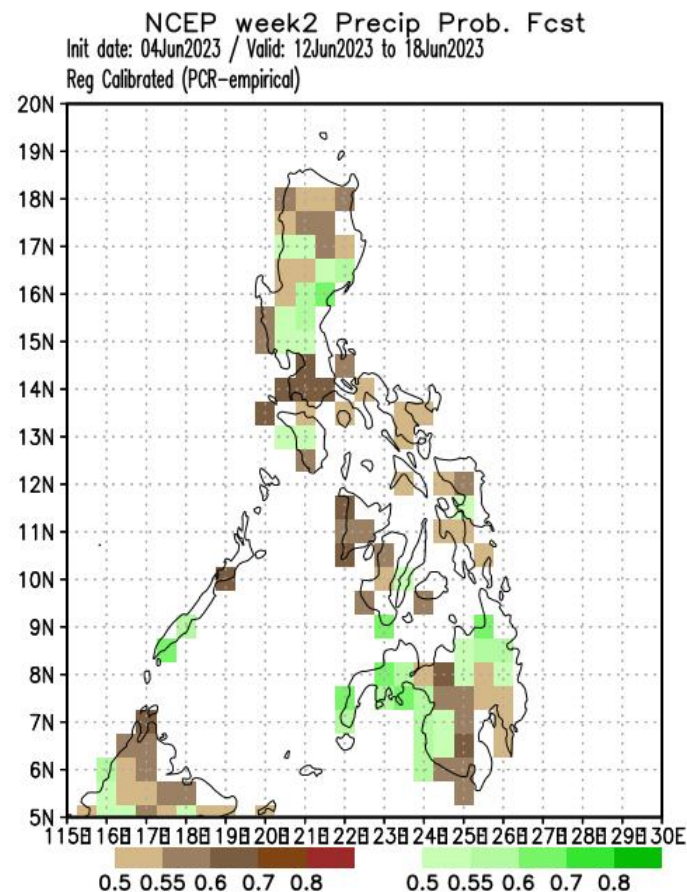 NCEP week2 Precip Prob. Fcst
Init date: 04Jun2023 / Valid: 12Jun2023 to 18Jun2023
Reg Calibrated (PCR-empirical)
20N
19N
18N
17N
16N
15N
14N
13N
12N
11N
10N
9N
8N
7N
6N
5N
115E 116E 117E 118E 119E 120E 121E 122E 123E 124E 125E 126E 127E 128E 129E 130E
0.5 0.55 0.6 0.7 0.8 0.5 0.55 0.6 0.7 0.8